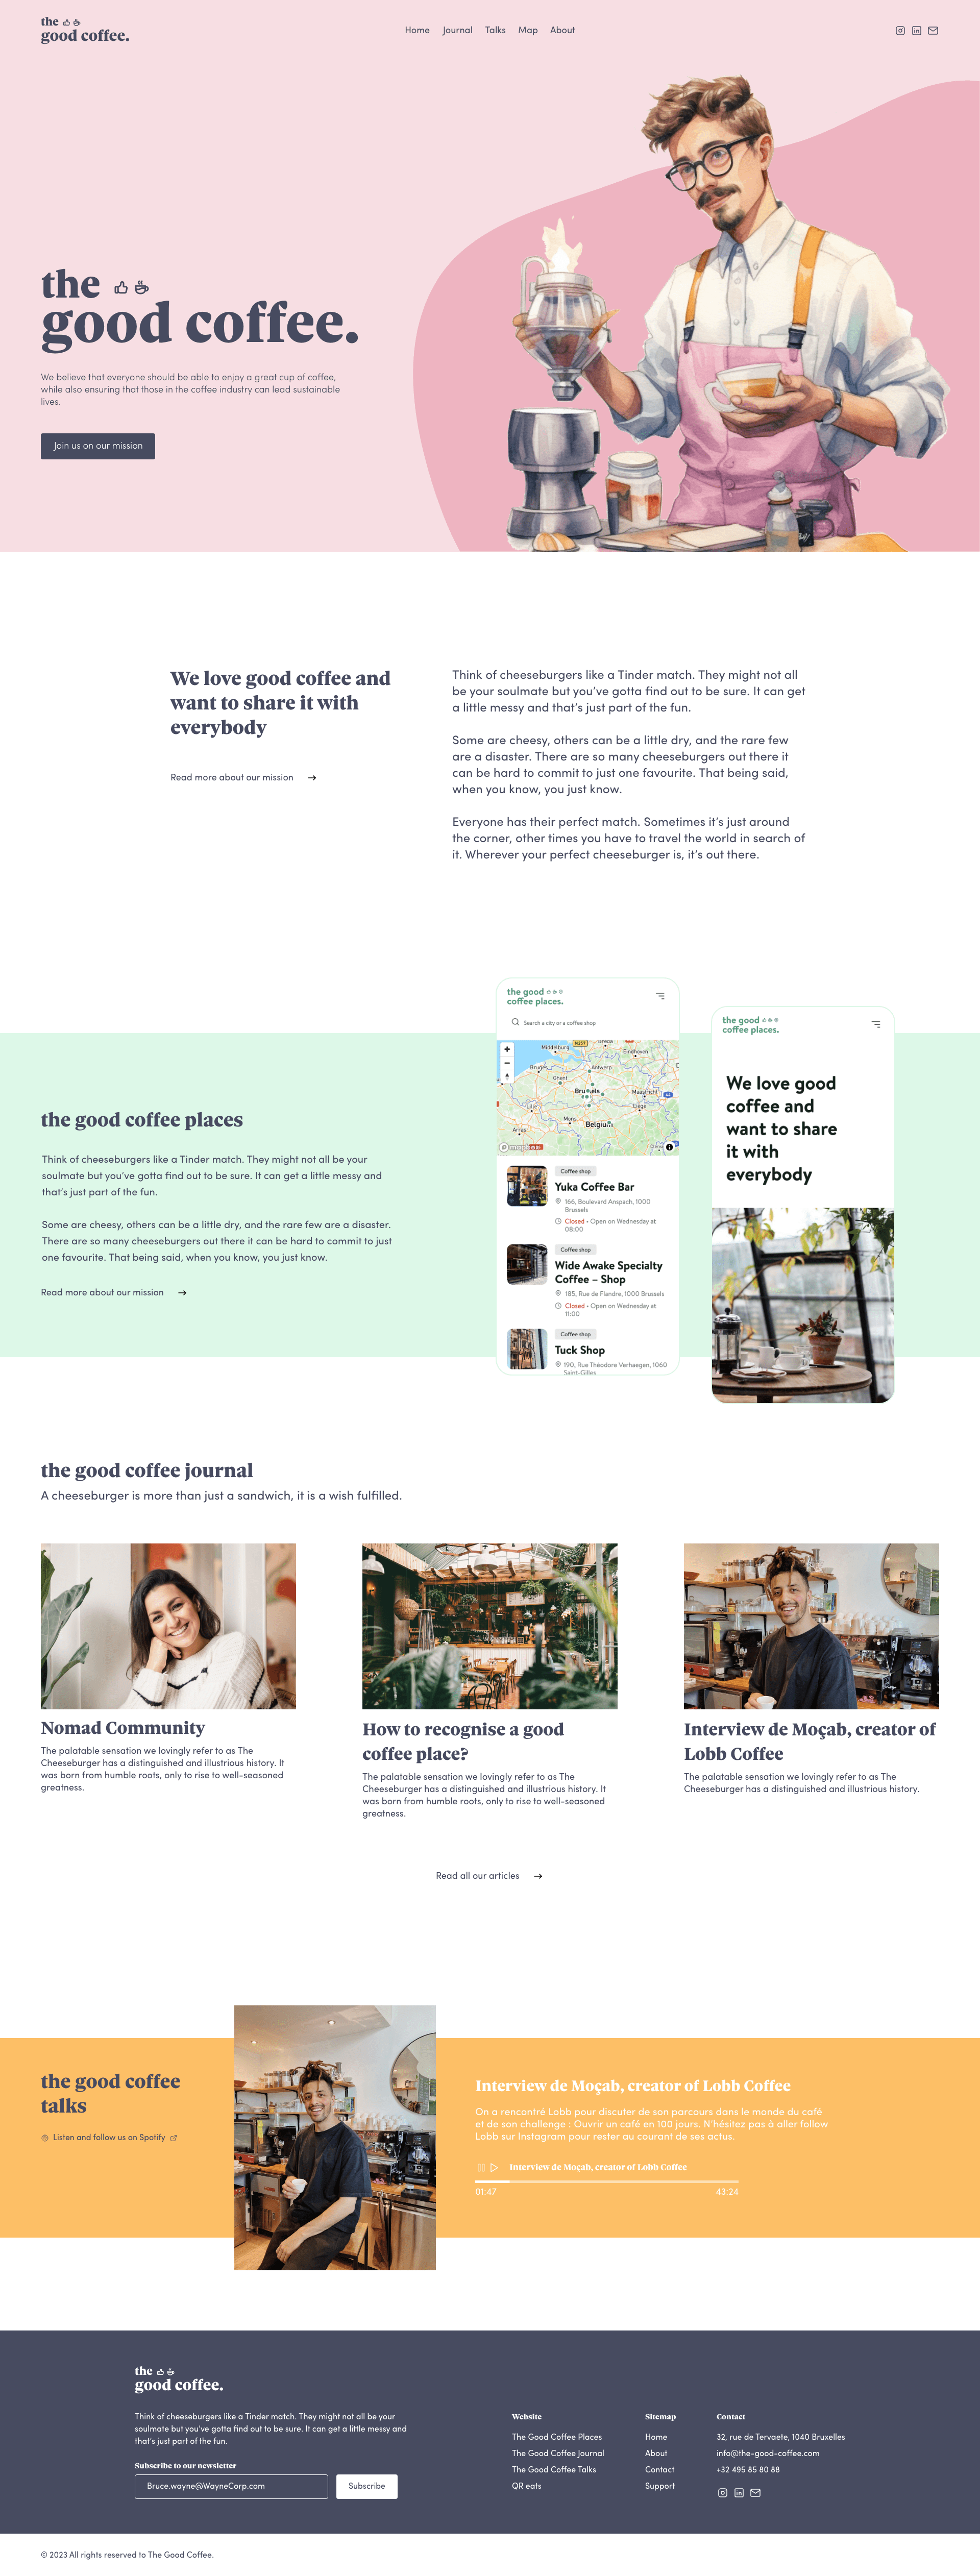 the
good coffee.
Home Journal Talks Map About
the
good coffee.
We believe that everyone should be able to enjoy a great cup of coffee,
while also ensuring that those in the coffee industry can lead sustainable
lives.
Join us on our mission
We love good coffee and
want to share it with
everybody
Read more about our mission
Think of cheeseburgers like a Tinder match. They might not all
be your soulmate but you’ve gotta find out to be sure. It can get
a little messy and that’s just part of the fun.
Some are cheesy, others can be a little dry, and the rare few
are a disaster. There are so many cheeseburgers out there it
can be hard to commit to just one favourite. That being said,
when you know, you just know.
Everyone has their perfect match. Sometimes it’s just around
the corner, other times you have to travel the world in search of
it. Wherever your perfect cheeseburger is, it’s out there.
the good coffee places
Think of cheeseburgers like a Tinder match. They might not all be your
soulmate but you’ve gotta find out to be sure. It can get a little messy and
that’s just part of the fun.
Some are cheesy, others can be a little dry, and the rare few are a disaster.
There are so many cheeseburgers out there it can be hard to commit to just
one favourite. That being said, when you know, you just know.
Read more about our mission
the good
coffee places.
Search a city or a coffee shop
Breda
N257
Middelburg
Eindhoven
Bruges
Antwerp
Ghent
Brussels
Maastricht
Lille
Liège
Mons
Arras
Belgium
Coffee shop
Yuka Coffee Bar
166, Boulevard Anspach, 1000
Brussels
Closed • Open on Wednesday at
08:00
Coffee shop
Wide Awake Specialty
Coffee – Shop
185, Rue de Flandre, 1000 Brussels
Closed • Open on Wednesday at
11:00
Coffee shop
Tuck Shop
190, Rue Théodore Verhaegen, 1060
Saint-Gilles
the good
coffee places.
We love good
coffee and
want to share
it with
everybody
the good coffee journal
A cheeseburger is more than just a sandwich, it is a wish fulfilled.
Nomad Community
The palatable sensation we lovingly refer to as The
Cheeseburger has a distinguished and illustrious history. It
was born from humble roots, only to rise to well-seasoned
greatness.
How to recognise a good
coffee place?
The palatable sensation we lovingly refer to as The
Cheeseburger has a distinguished and illustrious history. It
was born from humble roots, only to rise to well-seasoned
greatness.
Interview de Moçab, creator of
Lobb Coffee
The palatable sensation we lovingly refer to as The
Cheeseburger has a distinguished and illustrious history.
Read all our articles
the good coffee
talks
Listen and follow us on Spotify
Interview de Moçab, creator of Lobb Coffee
On a rencontré Lobb pour discuter de son parcours dans le monde du café
et de son challenge : Ouvrir un café en 100 jours. N’hésitez pas à aller follow
Lobb sur Instagram pour rester au courant de ses actus.
Interview de Moçab, creator of Lobb Coffee
01:47 43:24
the
good coffee.
Think of cheeseburgers like a Tinder match. They might not all be your
soulmate but you’ve gotta find out to be sure. It can get a little messy and
that’s just part of the fun.
Subscribe to our newsletter
Bruce.wayne@WayneCorp.com
Subscribe
Website
The Good Coffee Places
The Good Coffee Journal
The Good Coffee Talks
QR eats
Sitemap
Home
About
Contact
Support
Contact
32, rue de Tervaete, 1040 Bruxelles
info@the-good-coffee.com
+32 495 85 80 88
© 2023 All rights reserved to The Good Coffee.